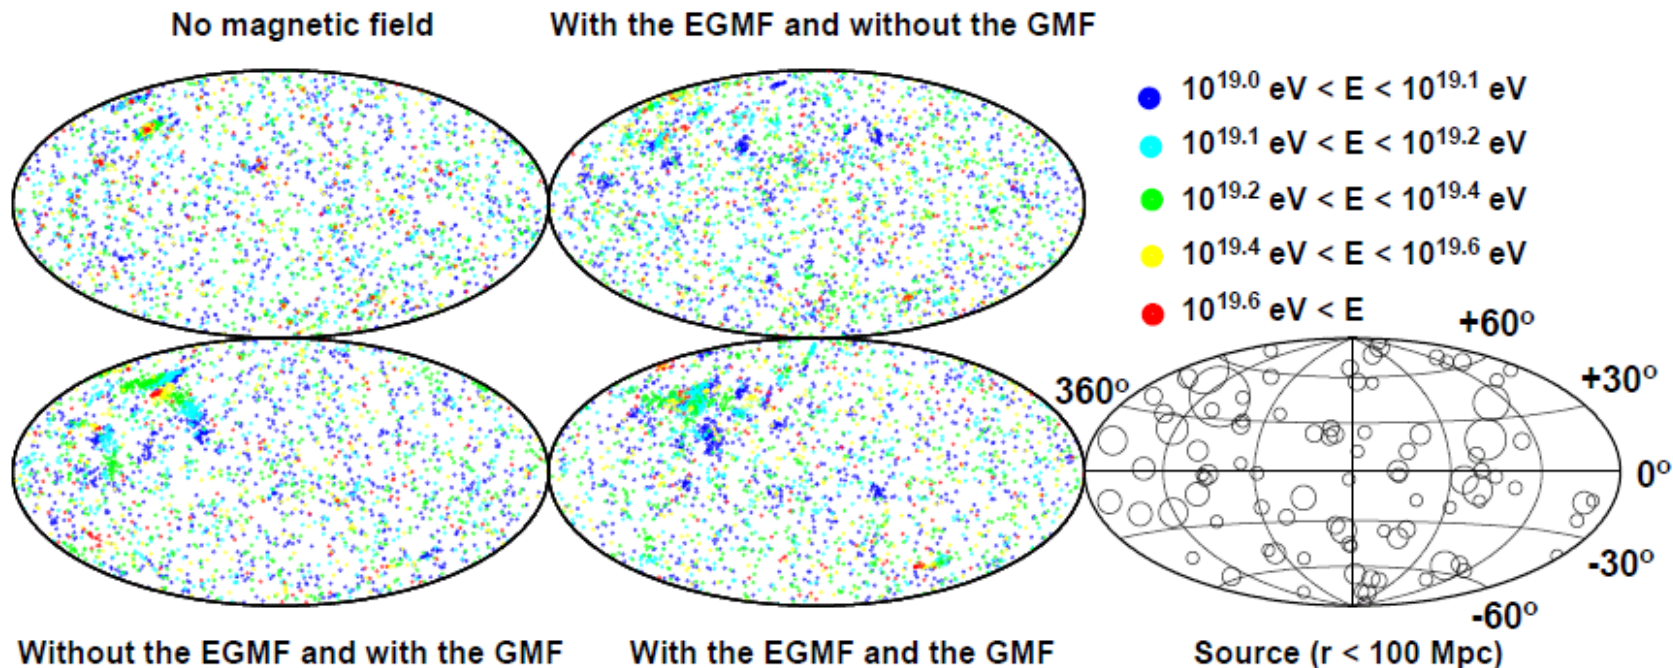 No magnetic field
With the EGMF and without the GMF
10^19.0 eV < E < 10^19.1 eV
10^19.1 eV < E < 10^19.2 eV
10^19.2 eV < E < 10^19.4 eV
10^19.4 eV < E < 10^19.6 eV
10^19.6 eV < E
+60°
360°
+30°
0°
-30°
-60°
Without the EGMF and with the GMF
With the EGMF and the GMF
Source (r < 100 Mpc)